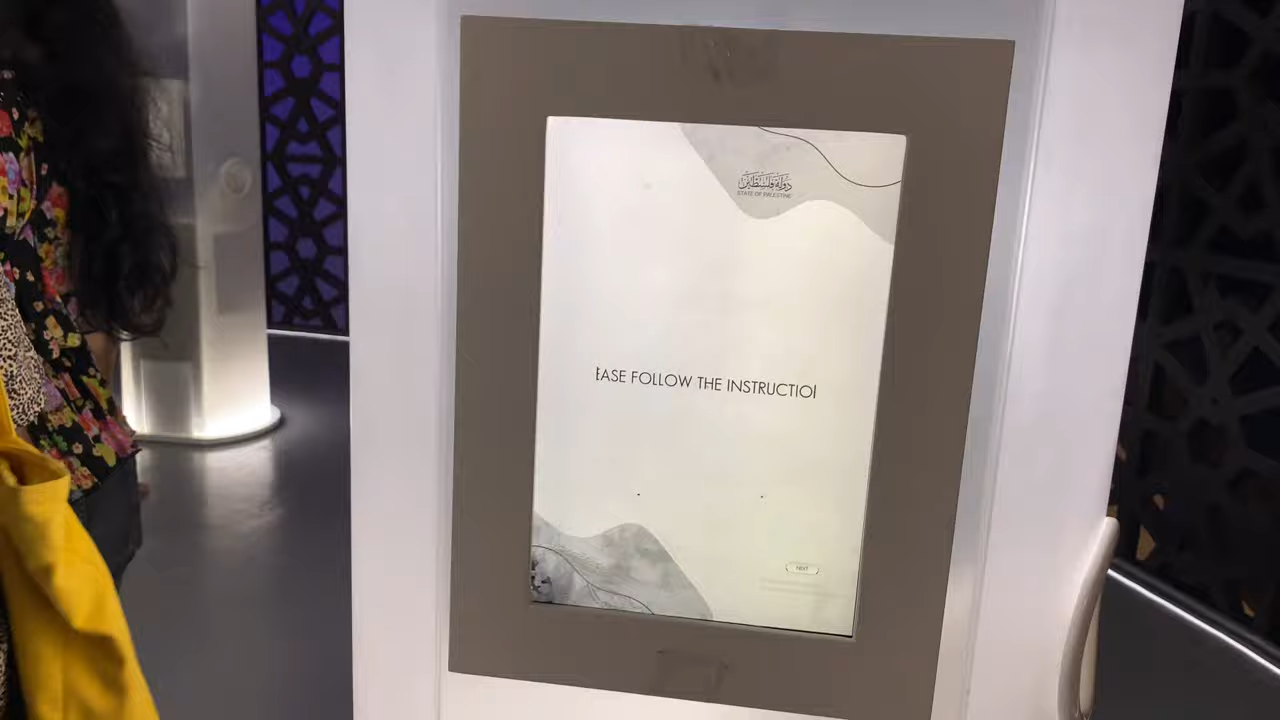 دولة فلسطين
STATE OF PALESTINE
EASE FOLLOW THE INSTRUCTIO
NEXT